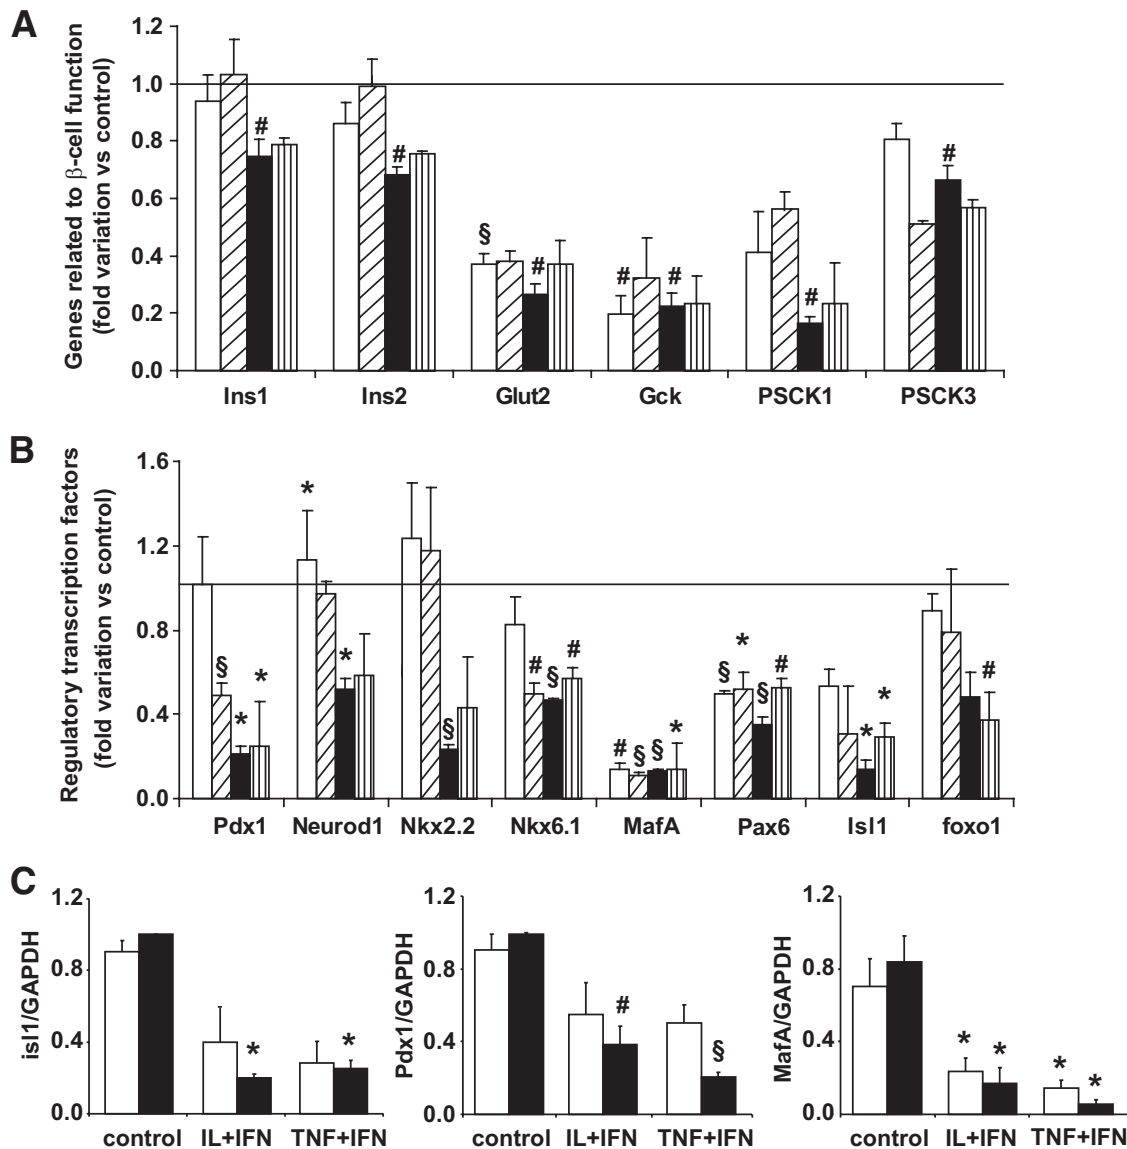 A
Genes related to β-cell function
(fold variation vs control)
1.2
1.0
0.8
0.6
0.4
0.2
0.0
# # § # # # # #
Ins1 Ins2 Glut2 Gck PSCK1 PSCK3
B
Regulatory transcription factors
(fold variation vs control)
1.6
1.2
0.8
0.4
0.0
§ * * * * § # § # # § § * § * § # * * #
Pdx1 Neurod1 Nkx2.2 Nkx6.1 MafA Pax6 Isl1 foxo1
C
isl1/GAPDH
1.2
0.8
0.4
0.0
* *
control IL+IFN TNF+IFN
Pdx1/GAPDH
1.2
0.8
0.4
0.0
# §
control IL+IFN TNF+IFN
MafA/GAPDH
1.2
0.8
0.4
0.0
* * * *
control IL+IFN TNF+IFN